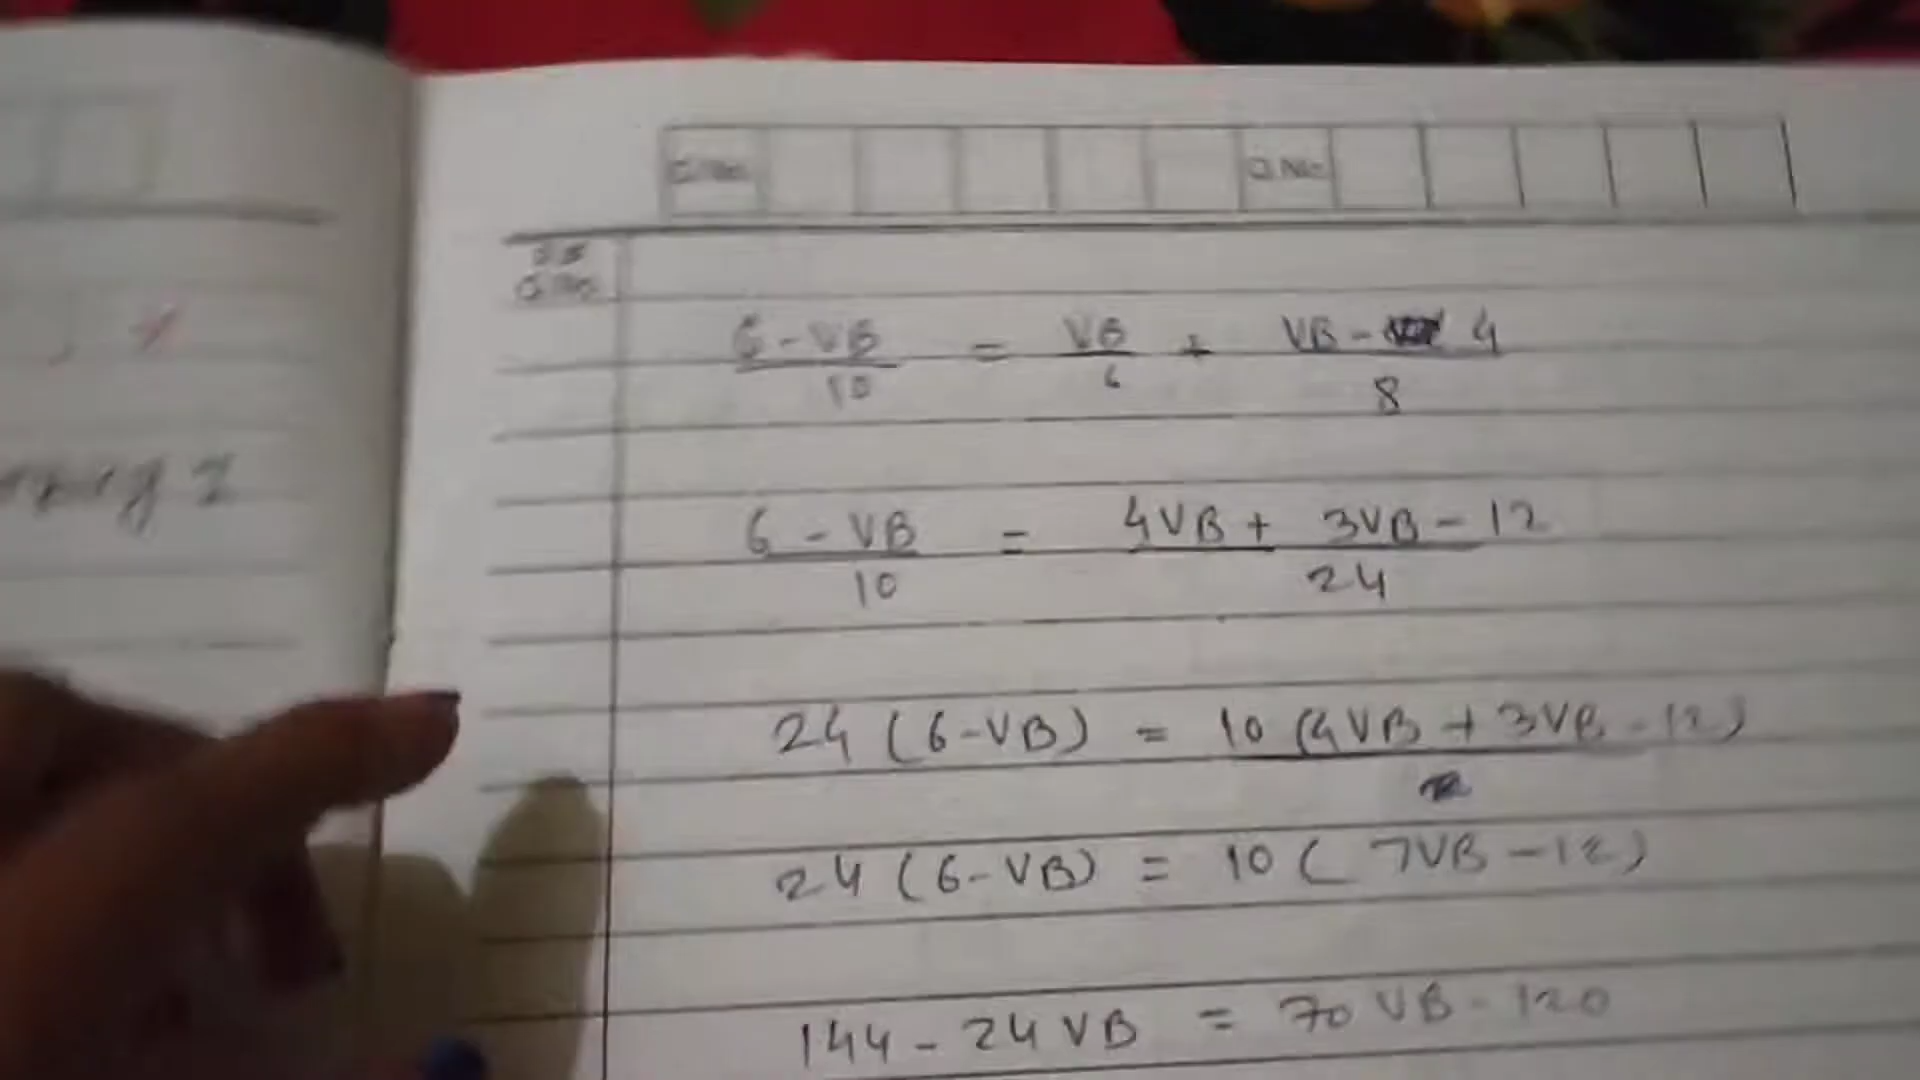 Q.No.
6 - VB / 10 = VB / 6 + VB - 4 / 8
6 - VB / 10 = 4VB + 3VB - 12 / 24
24 (6-VB) = 10 (4VB + 3VB - 12)
24 (6-VB) = 10 ( 7VB - 12)
144 - 24 VB = 70 VB - 120